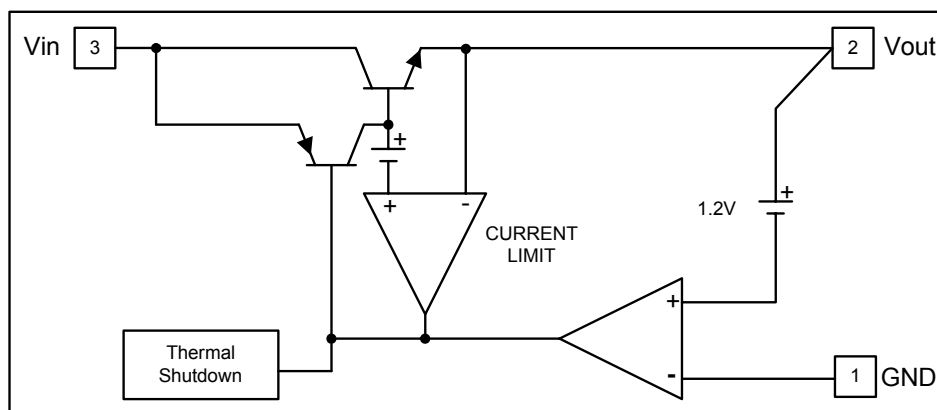 Vin 3
2 Vout
+
+ -
CURRENT
LIMIT
1.2V
+
+
-
Thermal
Shutdown
1 GND